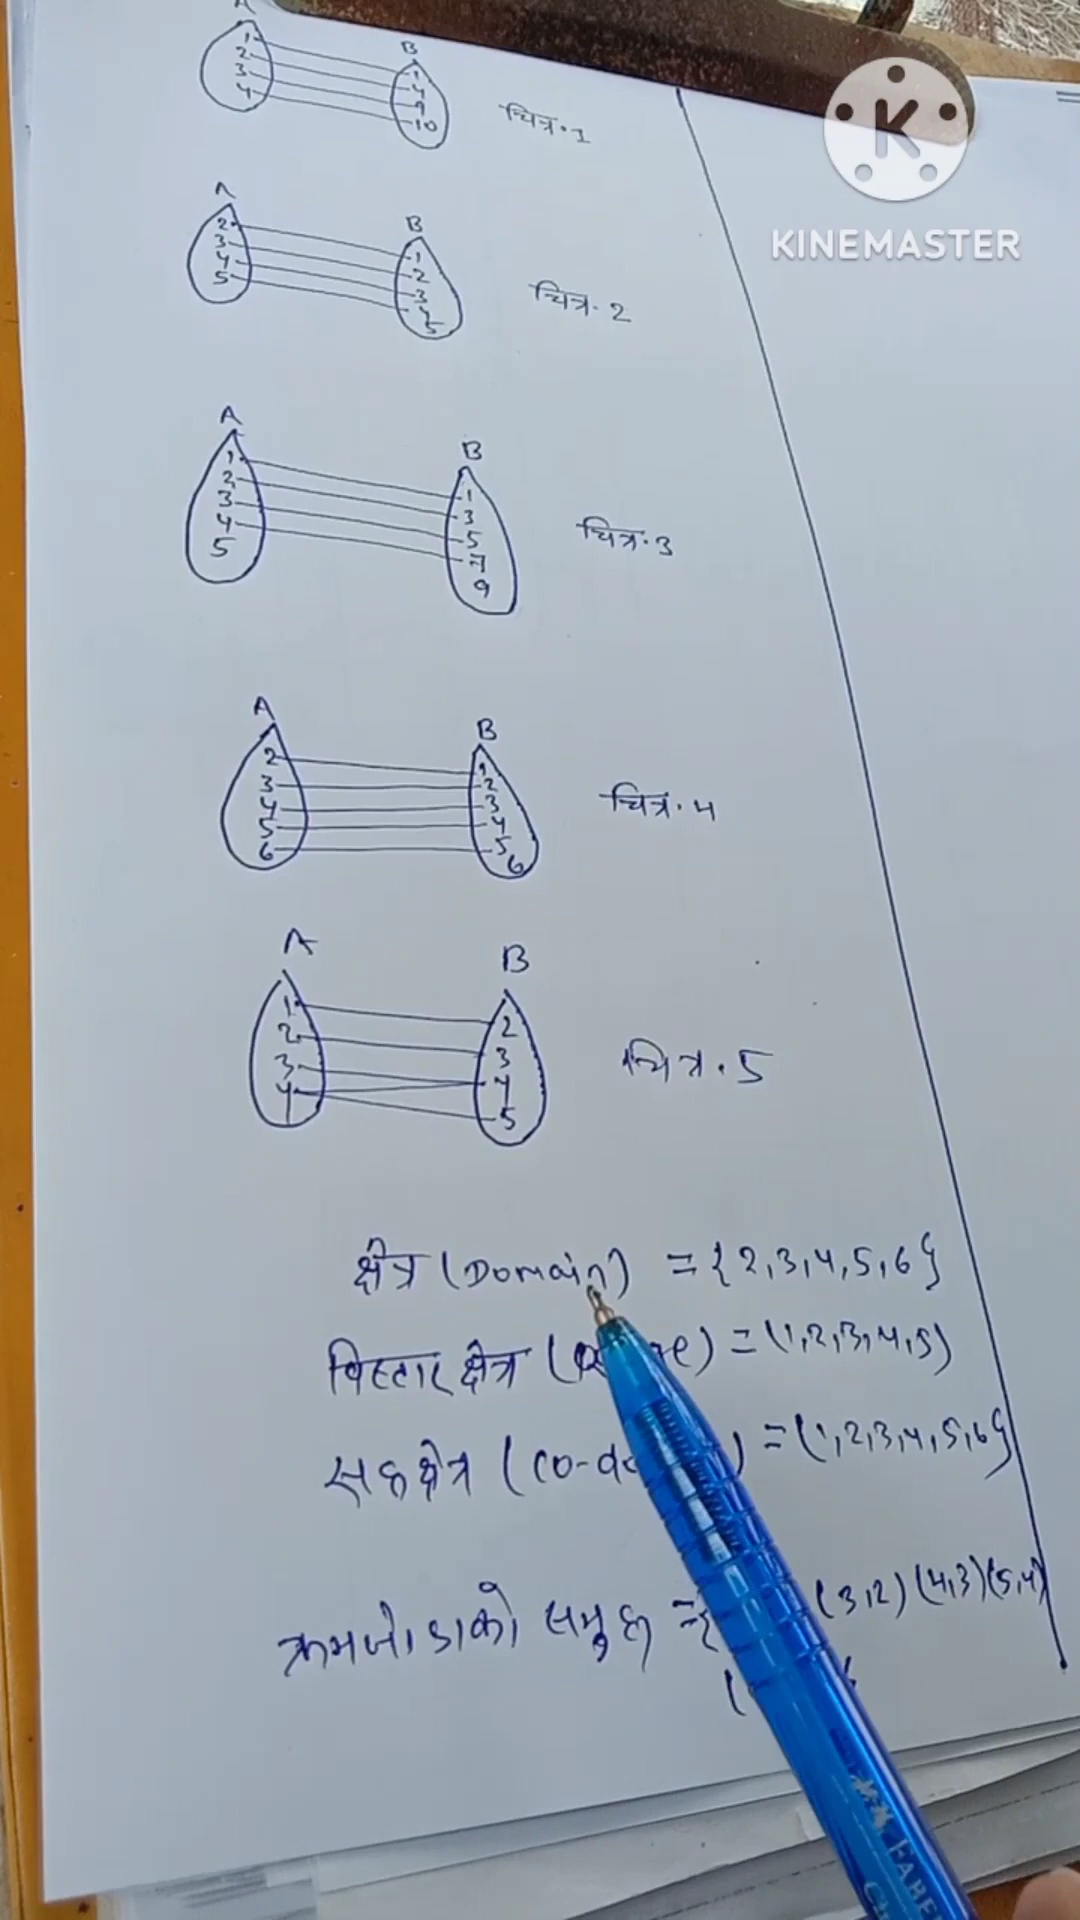 A
B
1 1
2 4
3 9
4 10
चित्र.1
KINEMASTER
A
B
2 1
3 2
4 3
5 4
5
चित्र.2
A
B
1 1
2 3
3 5
4 7
5 9
चित्र.3
A
B
2 1
3 2
4 3
5 4
6 5
6
चित्र.4
A
B
1 2
2 3
3 4
4 5
चित्र.5
क्षेत्र (Domain) = {2,3,4,5,6}
विस्तार क्षेत्र = (1,2,3,4,5)
सहक्षेत्र = {1,2,3,4,5,6}
क्रमजोडाको समुह = { (3,2) (4,3) (5,4)
FABER